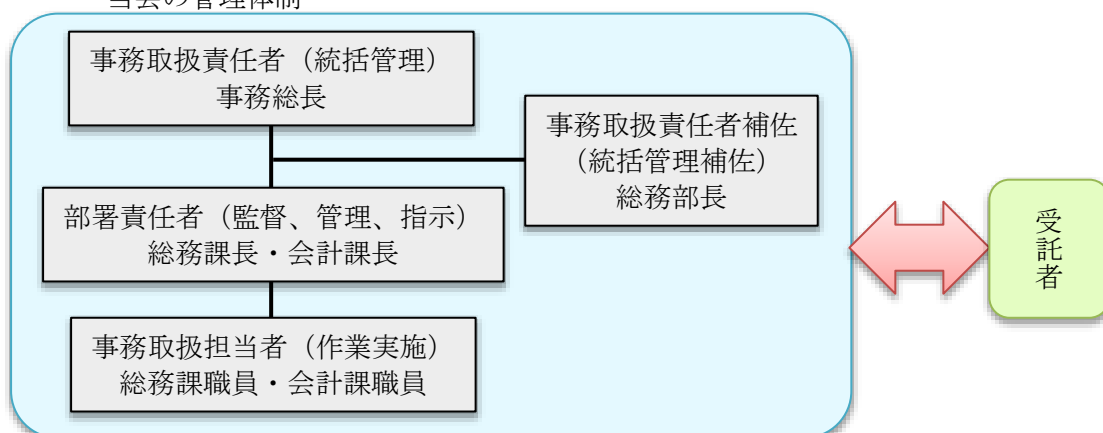 当会の管理体制
事務取扱責任者（統括管理）
事務総長
事務取扱責任者補佐
（統括管理補佐）
総務部長
部署責任者（監督、管理、指示）
総務課長・会計課長
事務取扱担当者（作業実施）
総務課職員・会計課職員
受託者